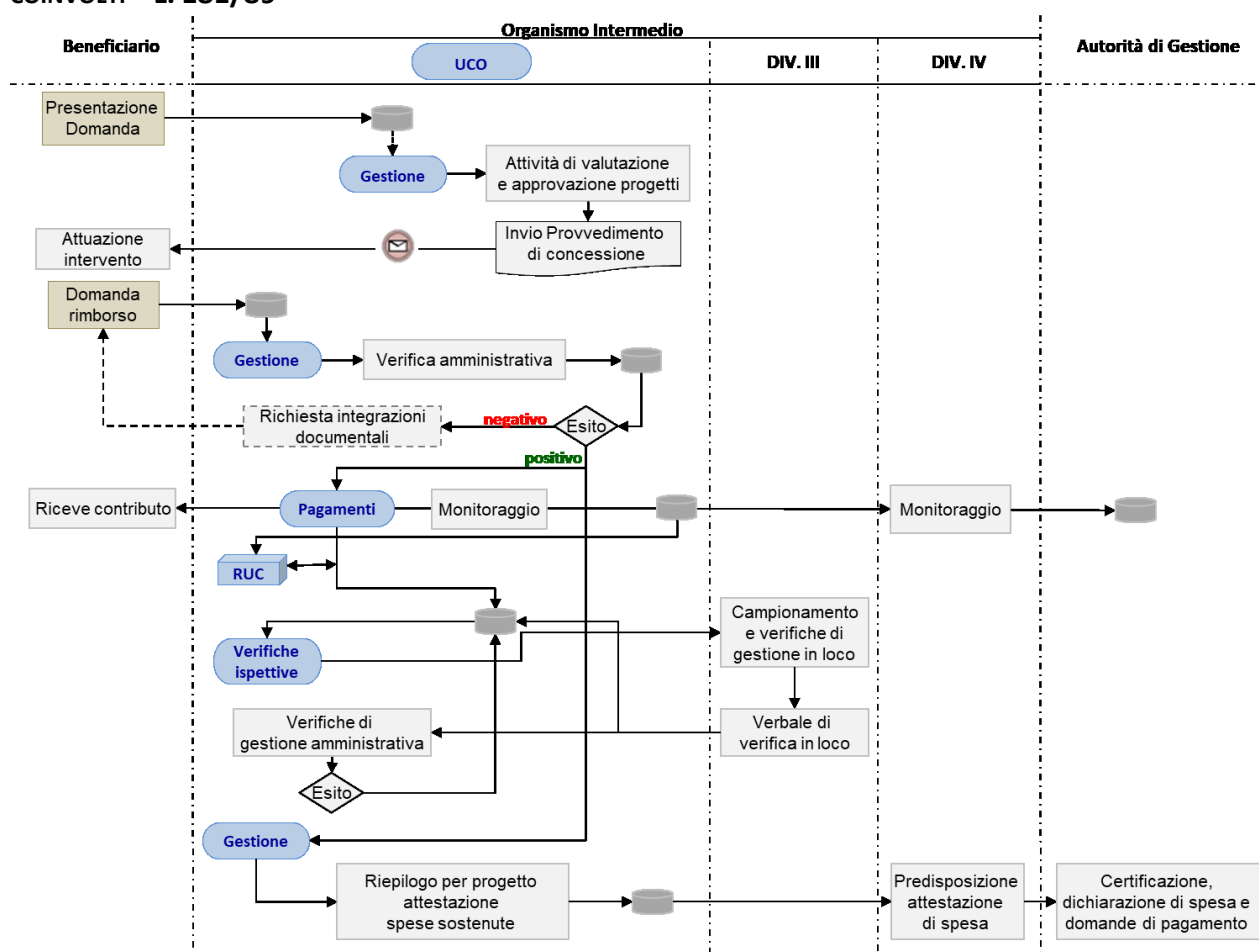 Organismo Intermedio
Beneficiario
UCO
DIV. III
DIV. IV
Autorità di Gestione
Presentazione
Domanda
Gestione
Attività di valutazione
e approvazione progetti
Attuazione
intervento
Invio Provvedimento
di concessione
Domanda
rimborso
Gestione
Verifica amministrativa
Richiesta integrazioni
documentali
negativo
Esito
positivo
Riceve contributo
Pagamenti
Monitoraggio
Monitoraggio
RUC
Verifiche
ispettive
Campionamento
e verifiche di
gestione in loco
Verifiche di
gestione amministrativa
Verbale di
verifica in loco
Esito
Gestione
Riepilogo per progetto
attestazione
spese sostenute
Predisposizione
attestazione
di spesa
Certificazione,
dichiarazione di spesa e
domande di pagamento